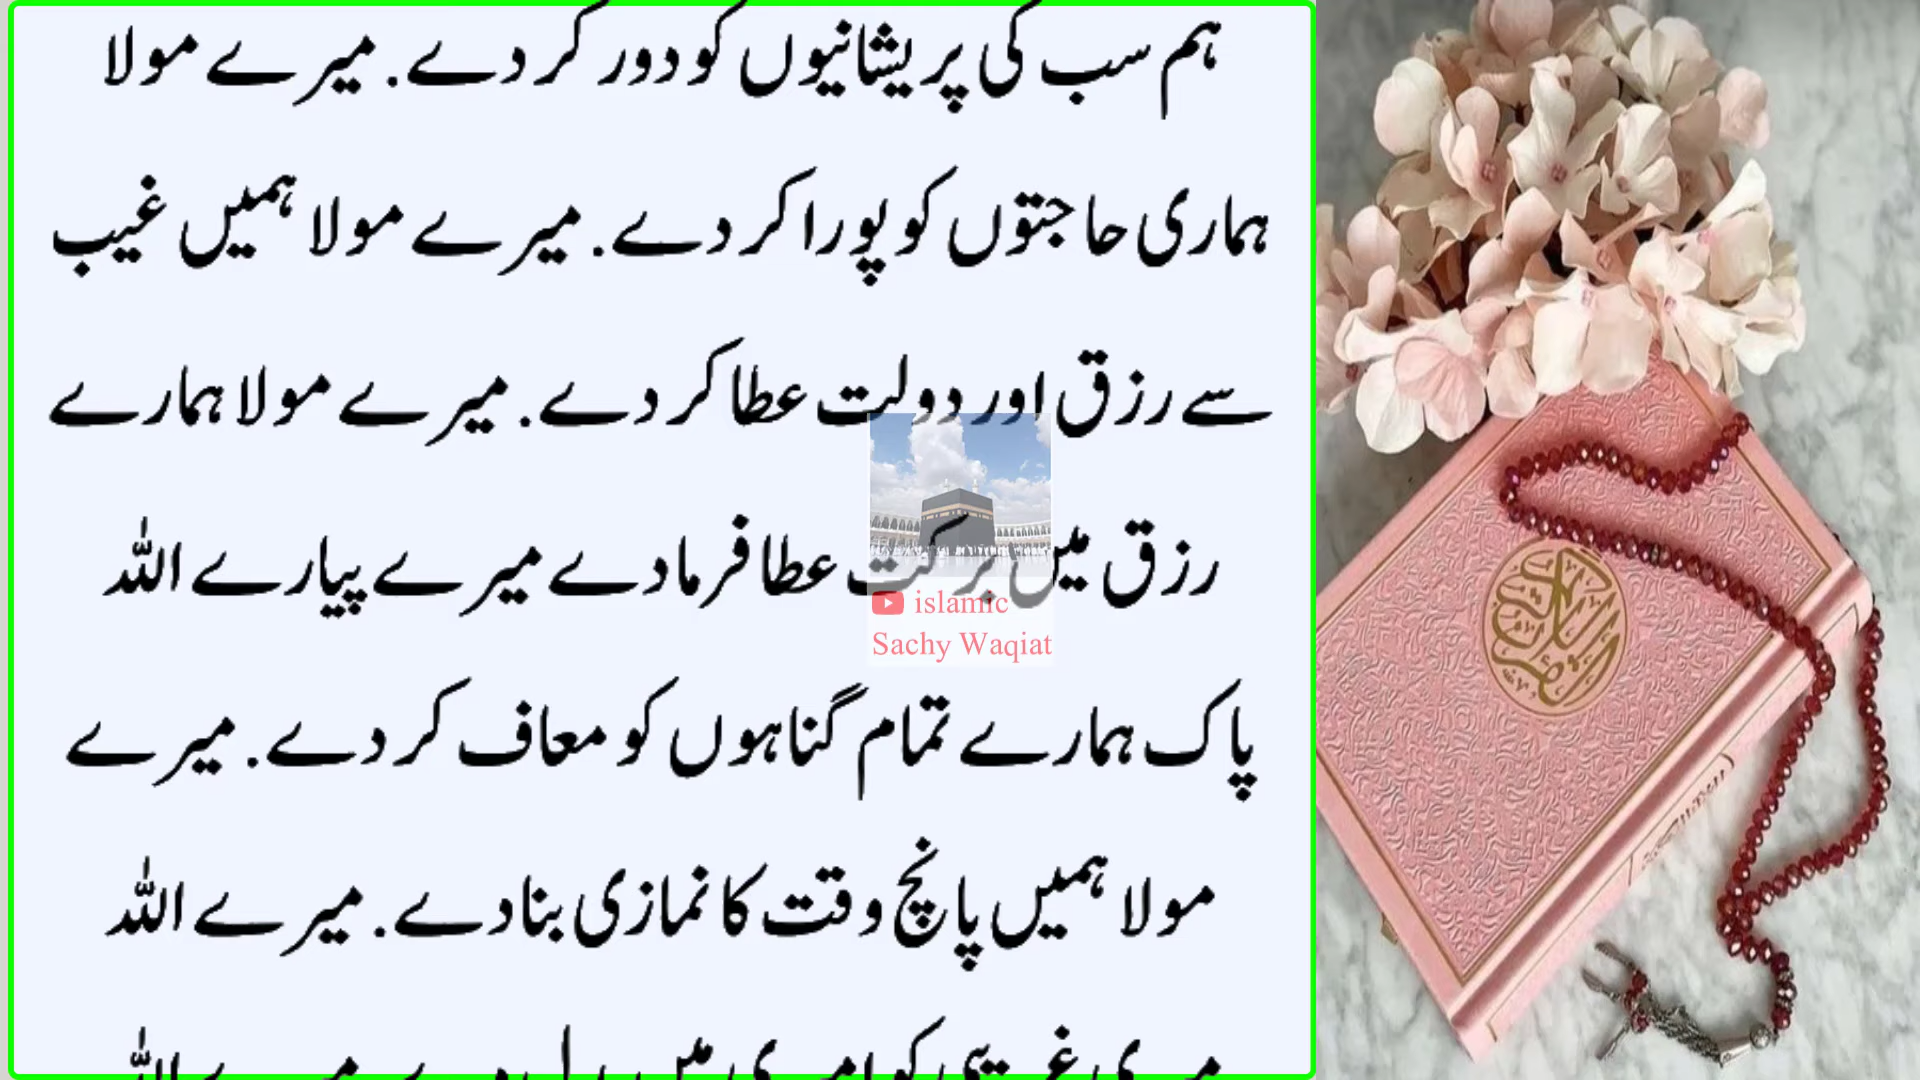 ہم سب کی پریشانیوں کو دور کر دے. میرے مولا
ہماری حاجتوں کو پورا کر دے. میرے مولا ہمیں غیب
سے رزق اور دولت عطا کر دے. میرے مولا ہمارے
رزق میں برکت عطا فرما دے میرے پیارے اللہ
پاک ہمارے تمام گناہوں کو معاف کر دے. میرے
مولا ہمیں پانچ وقت کا نمازی بنا دے. میرے اللہ
islamic
Sachy Waqiat
القرآن الكريم